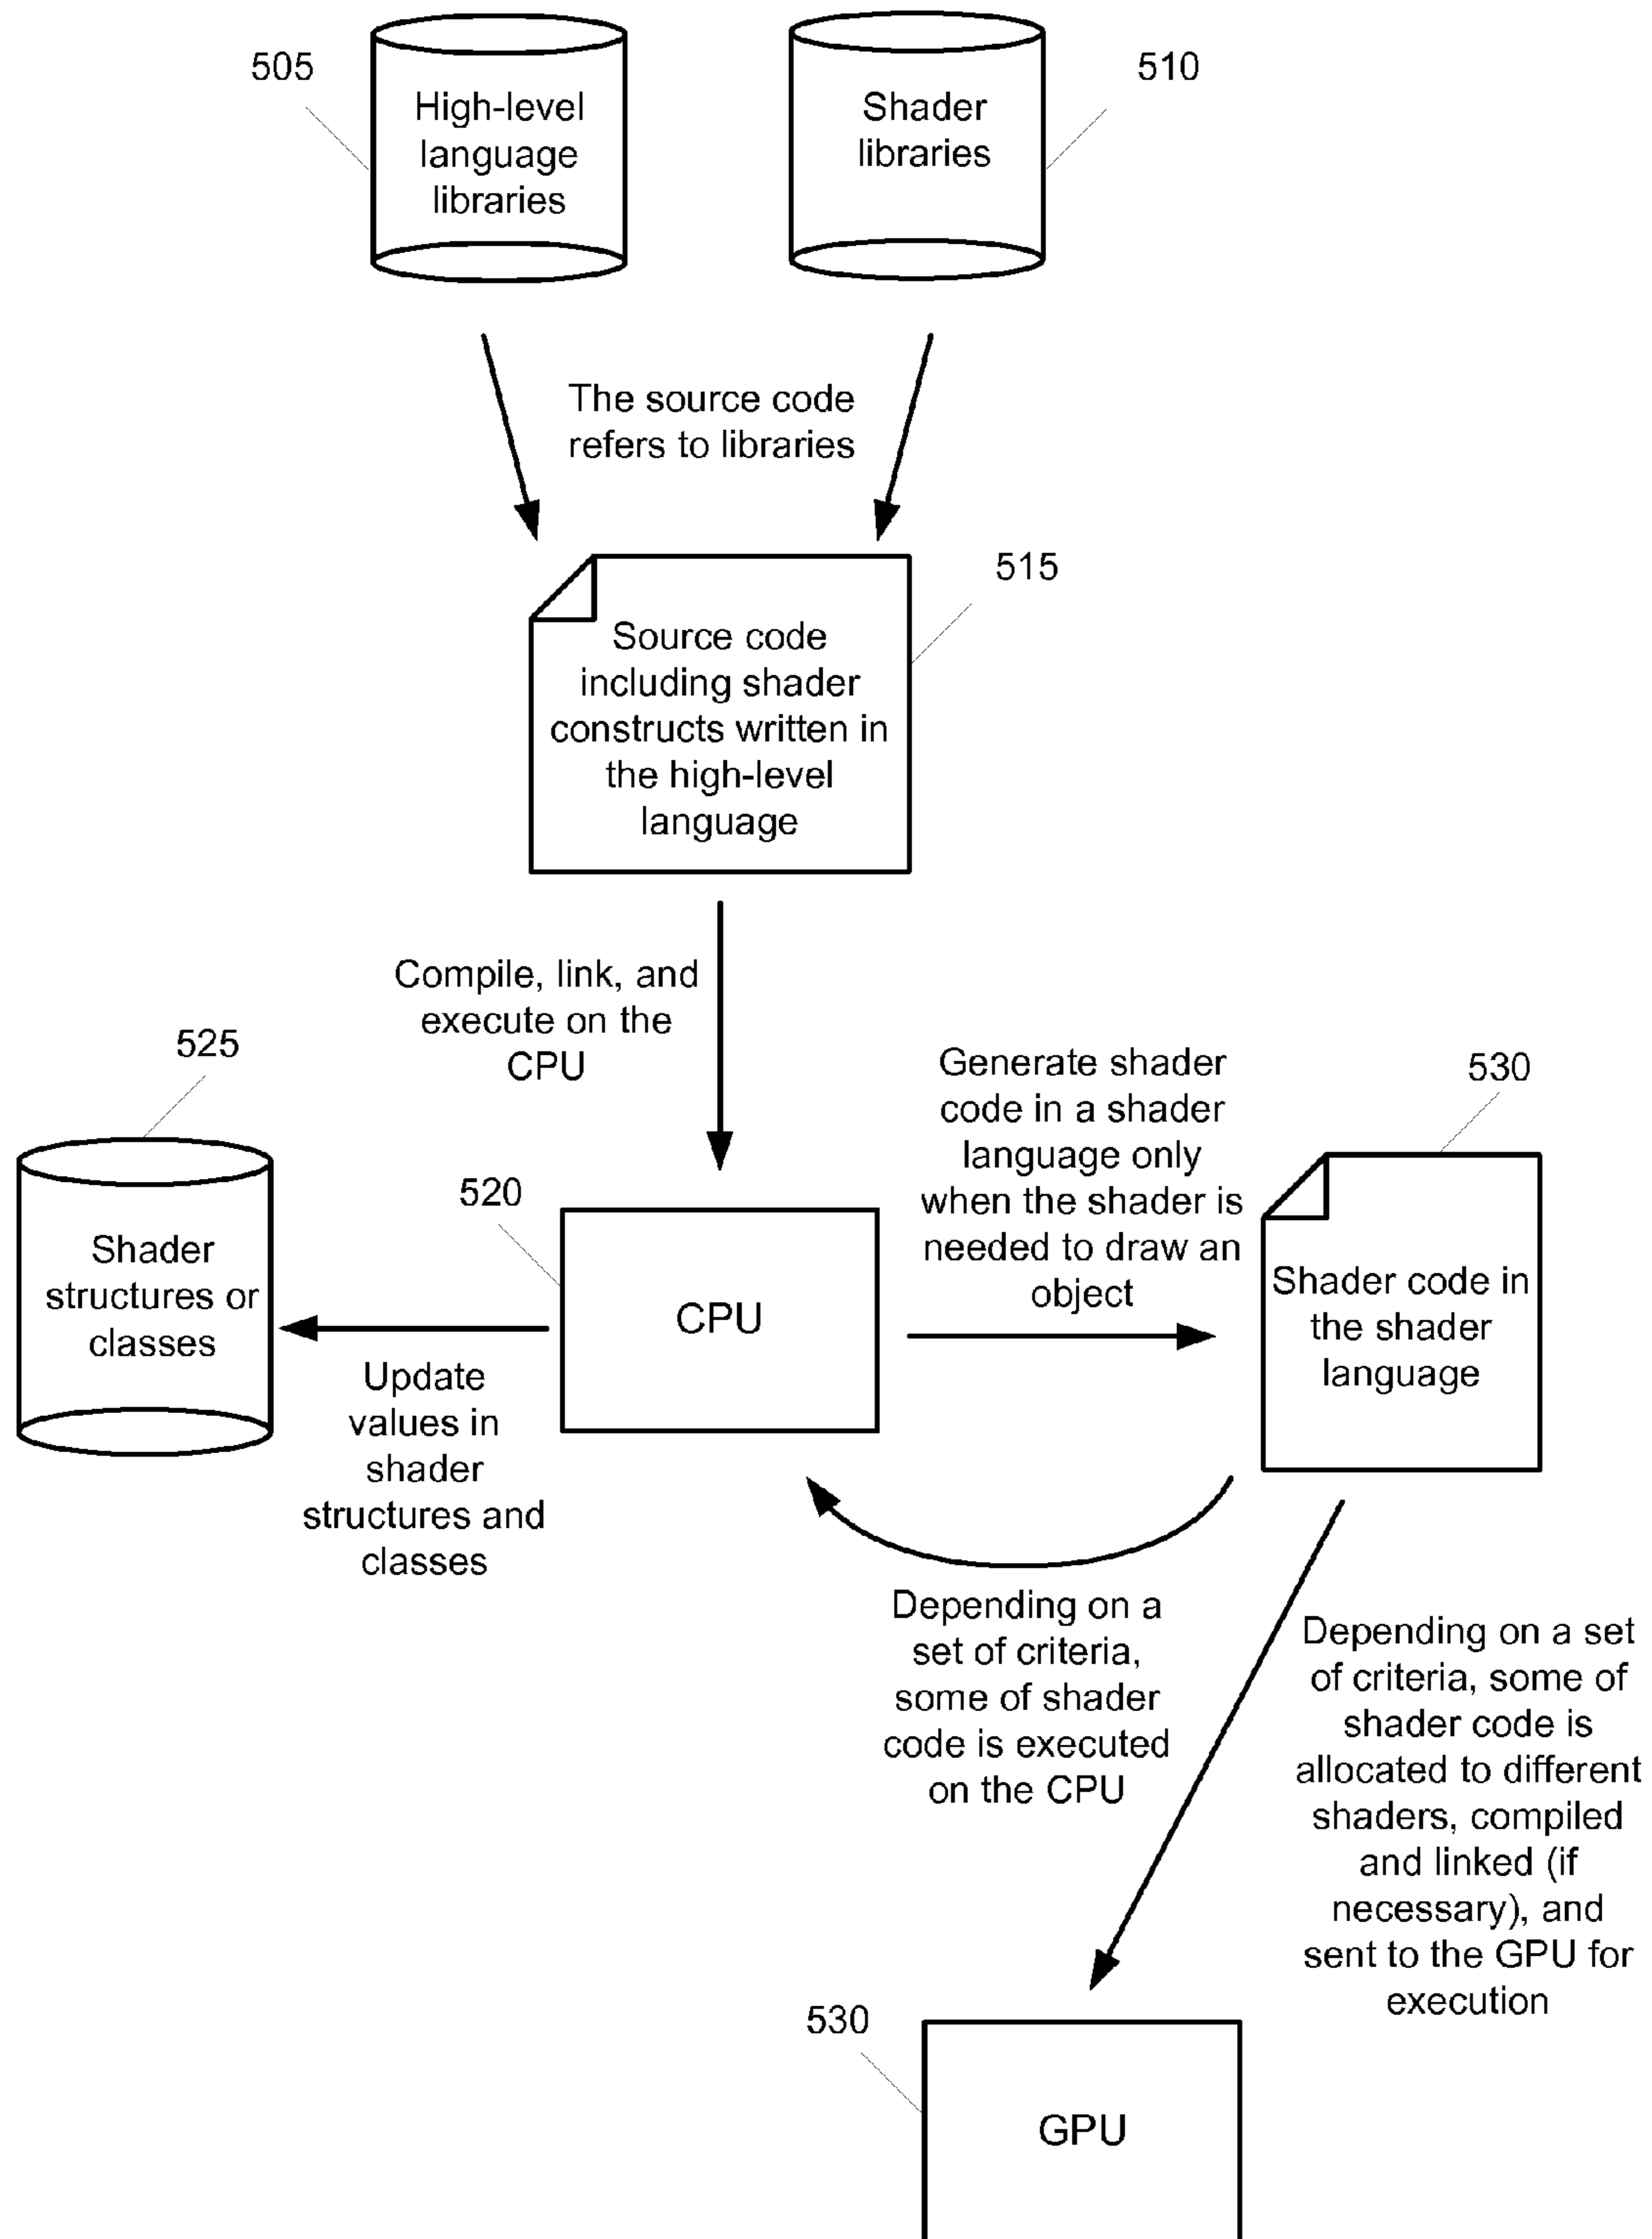 505
High-level
language
libraries
Shader
libraries
510
The source code
refers to libraries
515
Source code
including shader
constructs written in
the high-level
language
Compile, link, and
execute on the
CPU
525
Shader
structures or
classes
520
CPU
Generate shader
code in a shader
language only
when the shader is
needed to draw an
object
530
Shader code in
the shader
language
Update
values in
shader
structures and
classes
Depending on a
set of criteria,
some of shader
code is executed
on the CPU
Depending on a set
of criteria, some of
shader code is
allocated to different
shaders, compiled
and linked (if
necessary), and
sent to the GPU for
execution
530
GPU